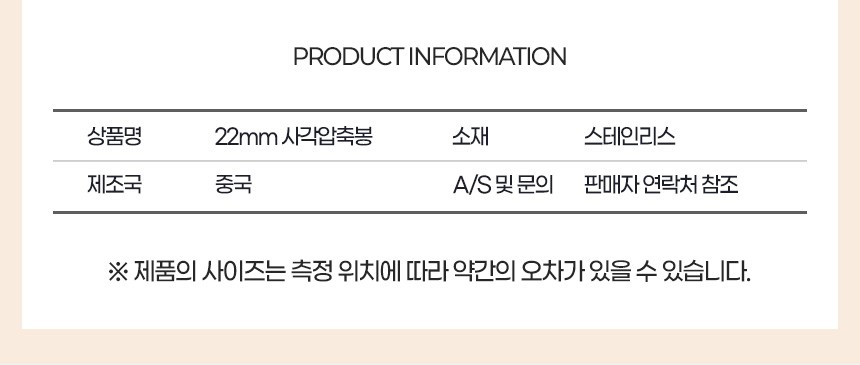 PRODUCT INFORMATION
상품명 22mm 사각압축봉 소재 스테인리스
제조국 중국 A/S 및 문의 판매자 연락처 참조
※ 제품의 사이즈는 측정 위치에 따라 약간의 오차가 있을 수 있습니다.